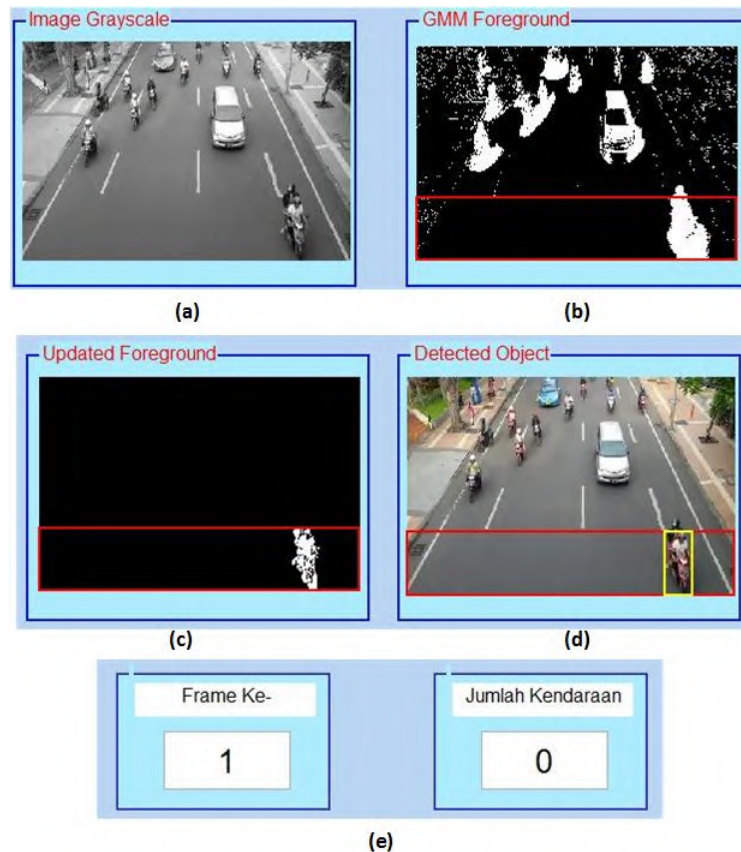 Image Grayscale
GMM Foreground
(a)
(b)
Updated Foreground
Detected Object
(c)
(d)
Frame Ke-
Jumlah Kendaraan
1
0
(e)